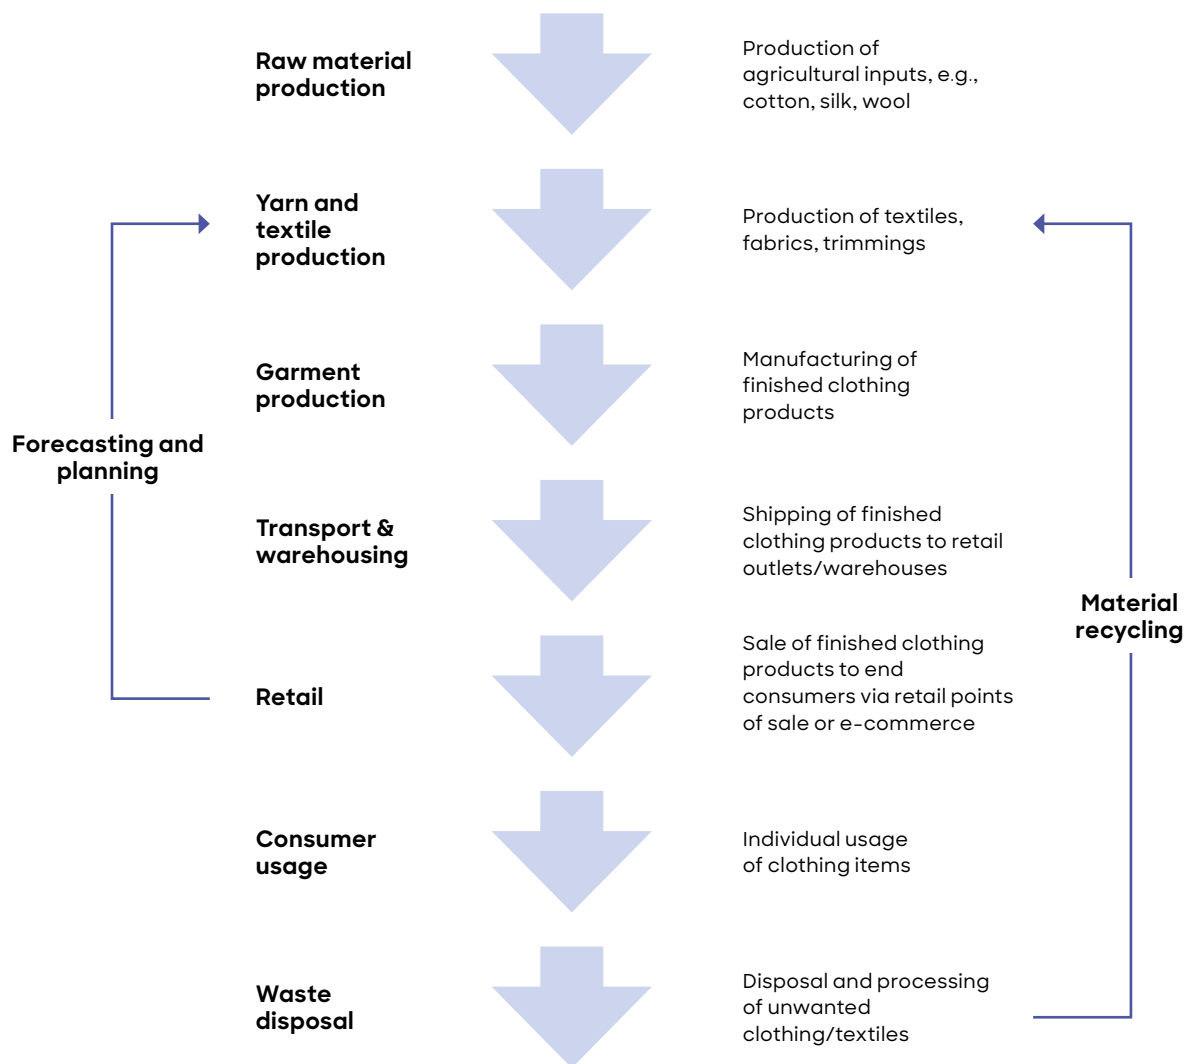 Raw material
production
Production of
agricultural inputs, e.g.,
cotton, silk, wool
Yarn and
textile
production
Production of textiles,
fabrics, trimmings
Garment
production
Manufacturing of
finished clothing
products
Forecasting and
planning
Transport &
warehousing
Shipping of finished
clothing products to retail
outlets/warehouses
Material
recycling
Retail
Sale of finished clothing
products to end
consumers via retail points
of sale or e-commerce
Consumer
usage
Individual usage
of clothing items
Waste
disposal
Disposal and processing
of unwanted
clothing/textiles